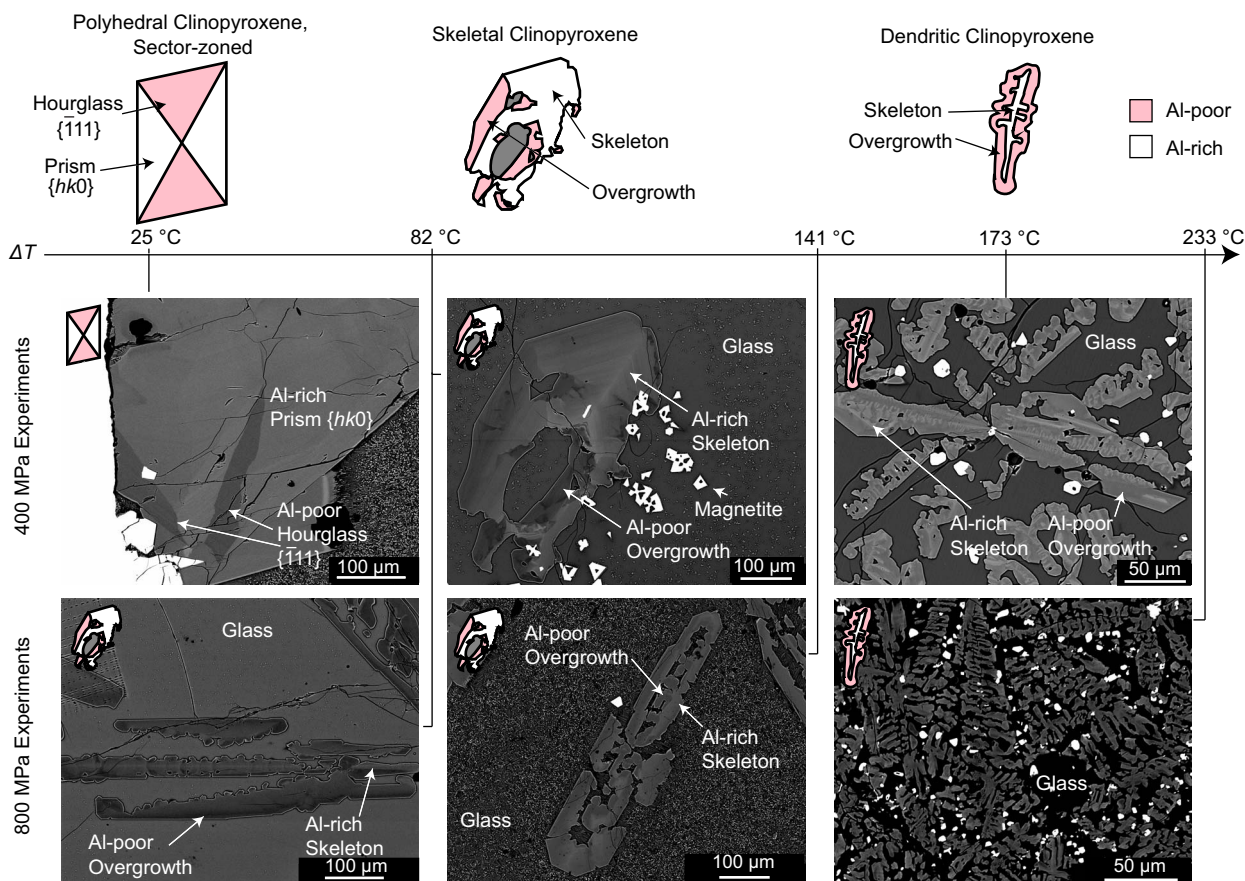 Polyhedral Clinopyroxene,
Sector-zoned
Hourglass
{1̅11}
Prism
{hk0}
Skeletal Clinopyroxene
Skeleton
Overgrowth
Dendritic Clinopyroxene
Skeleton
Overgrowth
Al-poor
Al-rich
ΔT
25 °C
82 °C
141 °C
173 °C
233 °C
400 MPa Experiments
Al-rich
Prism {hk0}
Al-poor
Hourglass
{1̅11}
100 µm
Glass
Al-rich
Skeleton
Magnetite
Al-poor
Overgrowth
100 µm
Glass
Al-rich
Skeleton
Al-poor
Overgrowth
50 µm
800 MPa Experiments
Glass
Al-poor
Overgrowth
Al-rich
Skeleton
100 µm
Al-poor
Overgrowth
Al-rich
Skeleton
Glass
100 µm
Glass
50 µm